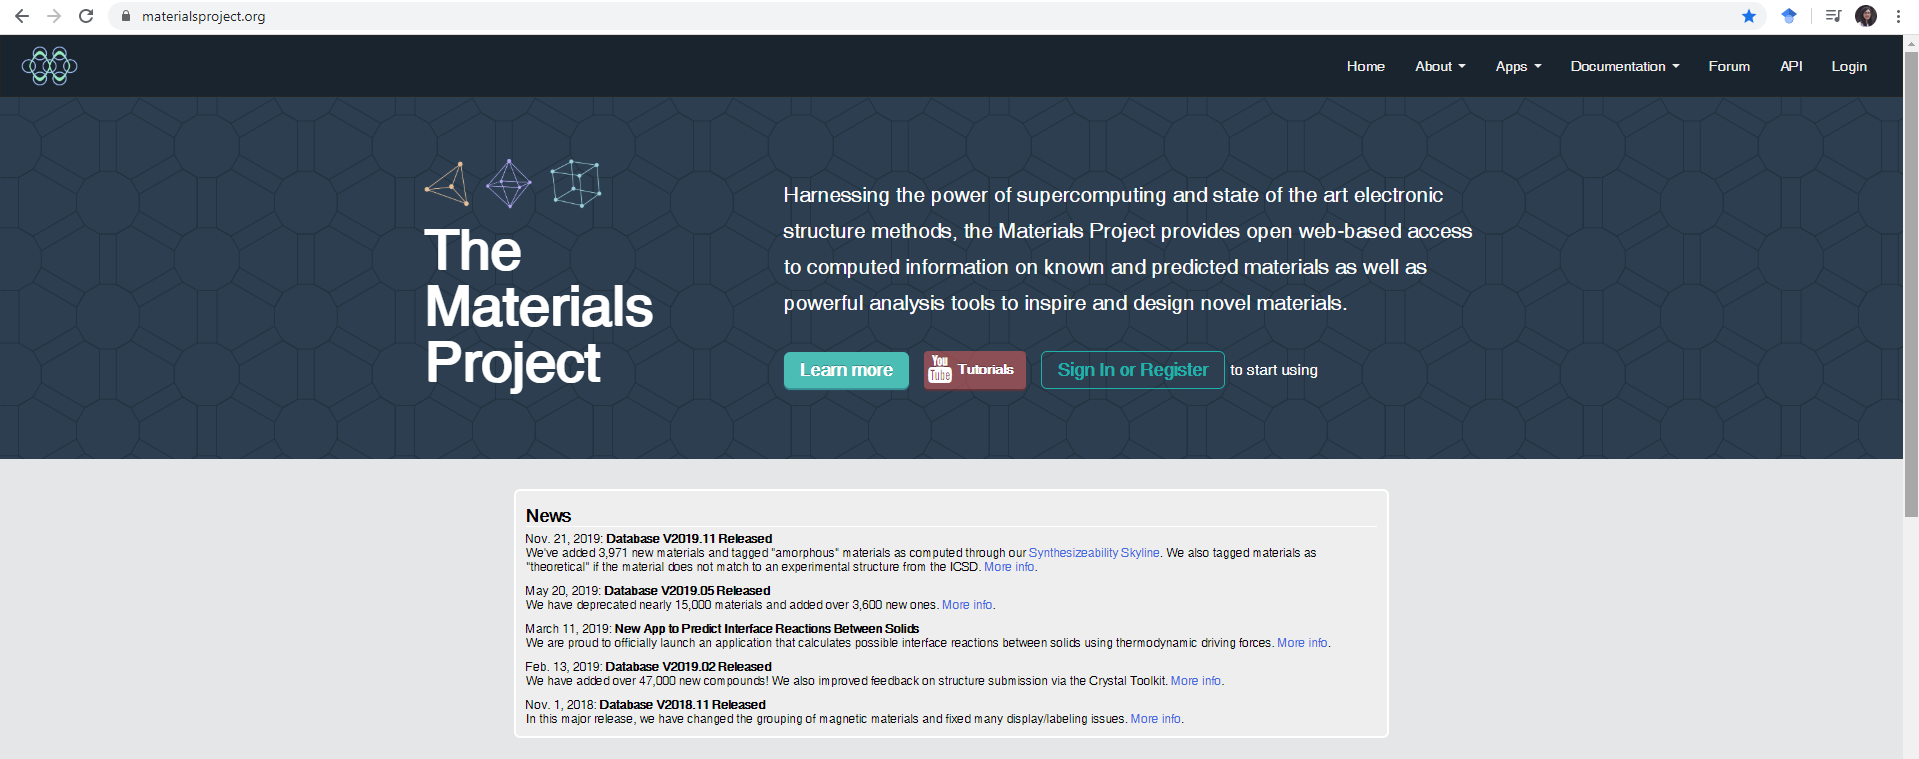 materialsproject.org
Home About Apps Documentation Forum API Login
The
Materials
Project
Harnessing the power of supercomputing and state of the art electronic
structure methods, the Materials Project provides open web-based access
to computed information on known and predicted materials as well as
powerful analysis tools to inspire and design novel materials.
Learn more You Tube Tutorials Sign In or Register to start using
News
Nov. 21, 2019: Database V2019.11 Released
We've added 3,971 new materials and tagged "amorphous" materials as computed through our Synthesizeability Skyline. We also tagged materials as
"theoretical" if the material does not match to an experimental structure from the ICSD. More info.
May 20, 2019: Database V2019.05 Released
We have deprecated nearly 15,000 materials and added over 3,600 new ones. More info.
March 11, 2019: New App to Predict Interface Reactions Between Solids
We are proud to officially launch an application that calculates possible interface reactions between solids using thermodynamic driving forces. More info.
Feb. 13, 2019: Database V2019.02 Released
We have added over 47,000 new compounds! We also improved feedback on structure submission via the Crystal Toolkit. More info.
Nov. 1, 2018: Database V2018.11 Released
In this major release, we have changed the grouping of magnetic materials and fixed many display/labeling issues. More info.